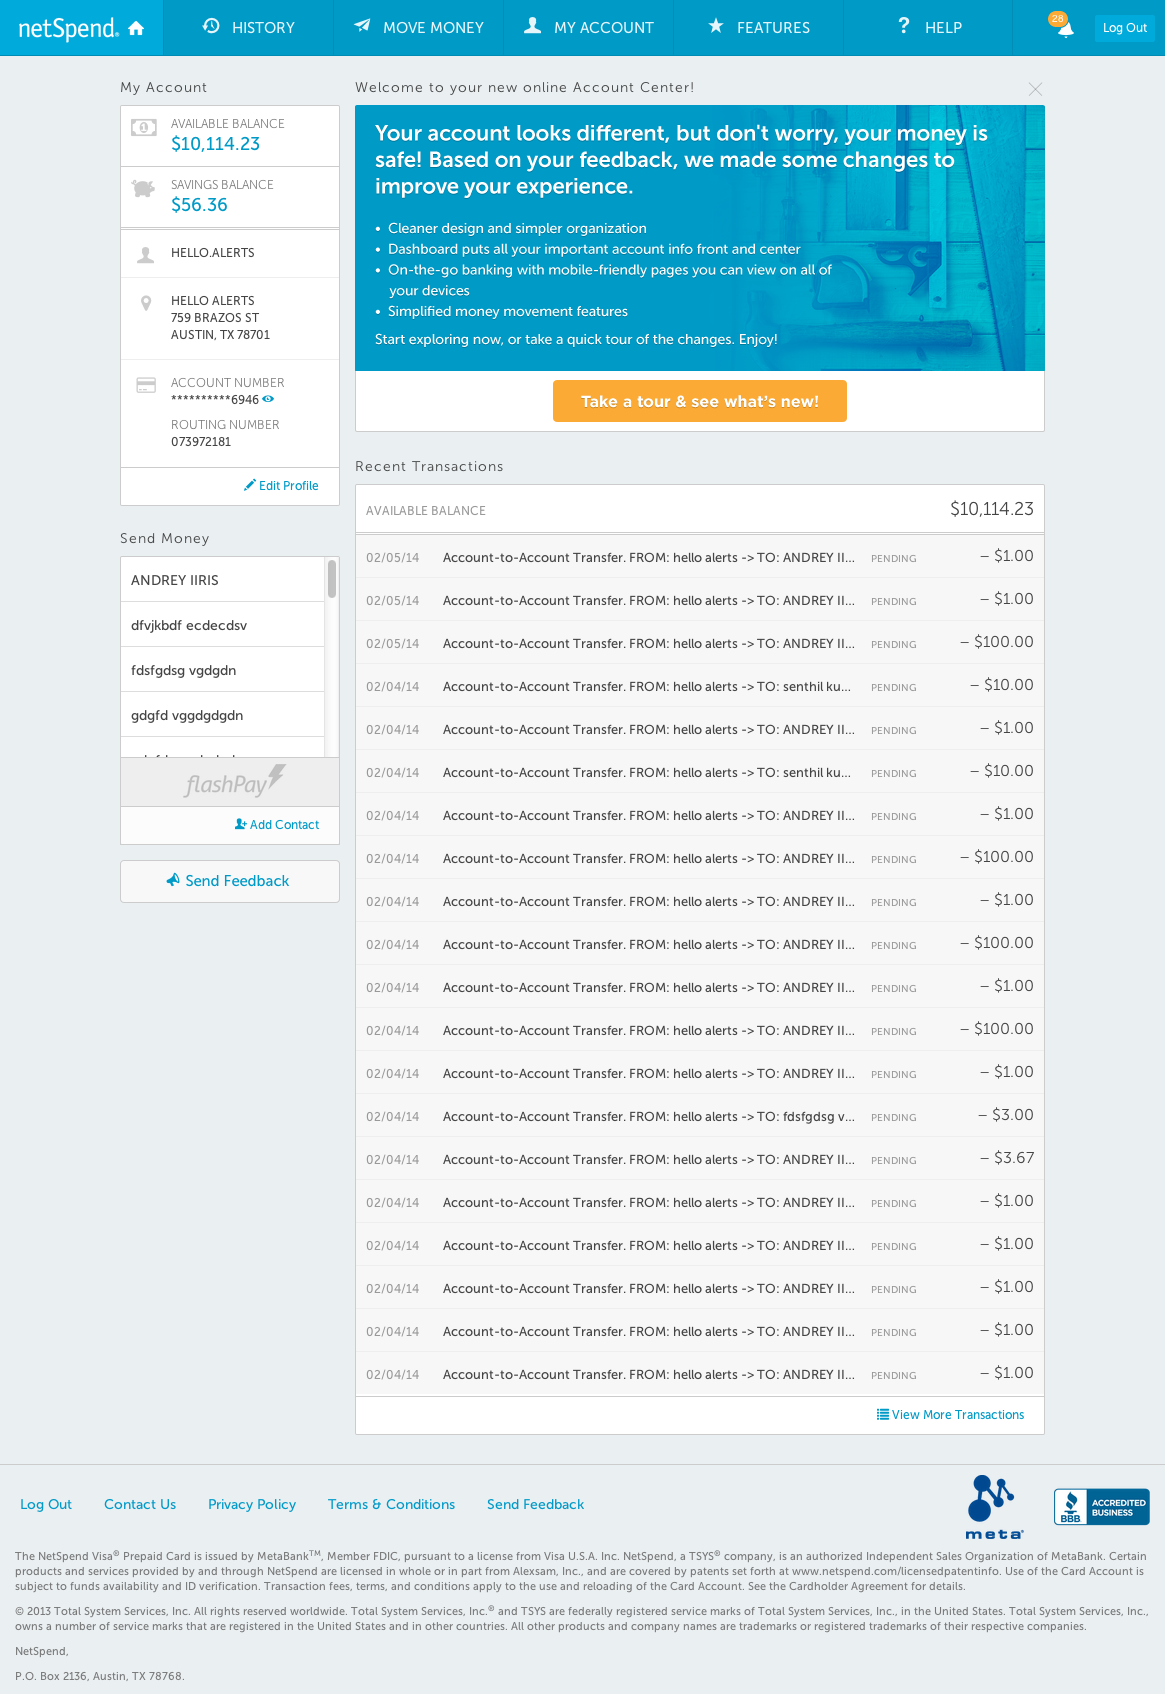 netSpend.
HISTORY
MOVE MONEY
MY ACCOUNT
FEATURES
HELP
28
Log Out
My Account
AVAILABLE BALANCE
$10,114.23
SAVINGS BALANCE
$56.36
HELLO.ALERTS
HELLO ALERTS
759 BRAZOS ST
AUSTIN, TX 78701
ACCOUNT NUMBER
**********6946
ROUTING NUMBER
073972181
Edit Profile
Send Money
ANDREY IIRIS
dfvjkbdf ecdecdsv
fdsfgdsg vgdgdn
gdgfd vggdgdgdn
flashPay
Add Contact
Send Feedback
Welcome to your new online Account Center!
Your account looks different, but don't worry, your money is
safe! Based on your feedback, we made some changes to
improve your experience.
• Cleaner design and simpler organization
• Dashboard puts all your important account info front and center
• On-the-go banking with mobile-friendly pages you can view on all of
your devices
• Simplified money movement features
Start exploring now, or take a quick tour of the changes. Enjoy!
Take a tour & see what's new!
Recent Transactions
AVAILABLE BALANCE $10,114.23
02/05/14 Account-to-Account Transfer. FROM: hello alerts -> TO: ANDREY II... PENDING – $1.00
02/05/14 Account-to-Account Transfer. FROM: hello alerts -> TO: ANDREY II... PENDING – $1.00
02/05/14 Account-to-Account Transfer. FROM: hello alerts -> TO: ANDREY II... PENDING – $100.00
02/04/14 Account-to-Account Transfer. FROM: hello alerts -> TO: senthil ku... PENDING – $10.00
02/04/14 Account-to-Account Transfer. FROM: hello alerts -> TO: ANDREY II... PENDING – $1.00
02/04/14 Account-to-Account Transfer. FROM: hello alerts -> TO: senthil ku... PENDING – $10.00
02/04/14 Account-to-Account Transfer. FROM: hello alerts -> TO: ANDREY II... PENDING – $1.00
02/04/14 Account-to-Account Transfer. FROM: hello alerts -> TO: ANDREY II... PENDING – $100.00
02/04/14 Account-to-Account Transfer. FROM: hello alerts -> TO: ANDREY II... PENDING – $1.00
02/04/14 Account-to-Account Transfer. FROM: hello alerts -> TO: ANDREY II... PENDING – $100.00
02/04/14 Account-to-Account Transfer. FROM: hello alerts -> TO: ANDREY II... PENDING – $1.00
02/04/14 Account-to-Account Transfer. FROM: hello alerts -> TO: ANDREY II... PENDING – $100.00
02/04/14 Account-to-Account Transfer. FROM: hello alerts -> TO: ANDREY II... PENDING – $1.00
02/04/14 Account-to-Account Transfer. FROM: hello alerts -> TO: fdsfgdsg v... PENDING – $3.00
02/04/14 Account-to-Account Transfer. FROM: hello alerts -> TO: ANDREY II... PENDING – $3.67
02/04/14 Account-to-Account Transfer. FROM: hello alerts -> TO: ANDREY II... PENDING – $1.00
02/04/14 Account-to-Account Transfer. FROM: hello alerts -> TO: ANDREY II... PENDING – $1.00
02/04/14 Account-to-Account Transfer. FROM: hello alerts -> TO: ANDREY II... PENDING – $1.00
02/04/14 Account-to-Account Transfer. FROM: hello alerts -> TO: ANDREY II... PENDING – $1.00
02/04/14 Account-to-Account Transfer. FROM: hello alerts -> TO: ANDREY II... PENDING – $1.00
View More Transactions
Log Out Contact Us Privacy Policy Terms & Conditions Send Feedback
meta®
BBB.
ACCREDITED
BUSINESS
The NetSpend Visa® Prepaid Card is issued by MetaBank™, Member FDIC, pursuant to a license from Visa U.S.A. Inc. NetSpend, a TSYS® company, is an authorized Independent Sales Organization of MetaBank. Certain
products and services provided by and through NetSpend are licensed in whole or in part from Alexsam, Inc., and are covered by patents set forth at www.netspend.com/licensedpatentinfo. Use of the Card Account is
subject to funds availability and ID verification. Transaction fees, terms, and conditions apply to the use and reloading of the Card Account. See the Cardholder Agreement for details.
© 2013 Total System Services, Inc. All rights reserved worldwide. Total System Services, Inc.® and TSYS are federally registered service marks of Total System Services, Inc., in the United States. Total System Services, Inc.,
owns a number of service marks that are registered in the United States and in other countries. All other products and company names are trademarks or registered trademarks of their respective companies.
NetSpend,
P.O. Box 2136, Austin, TX 78768.